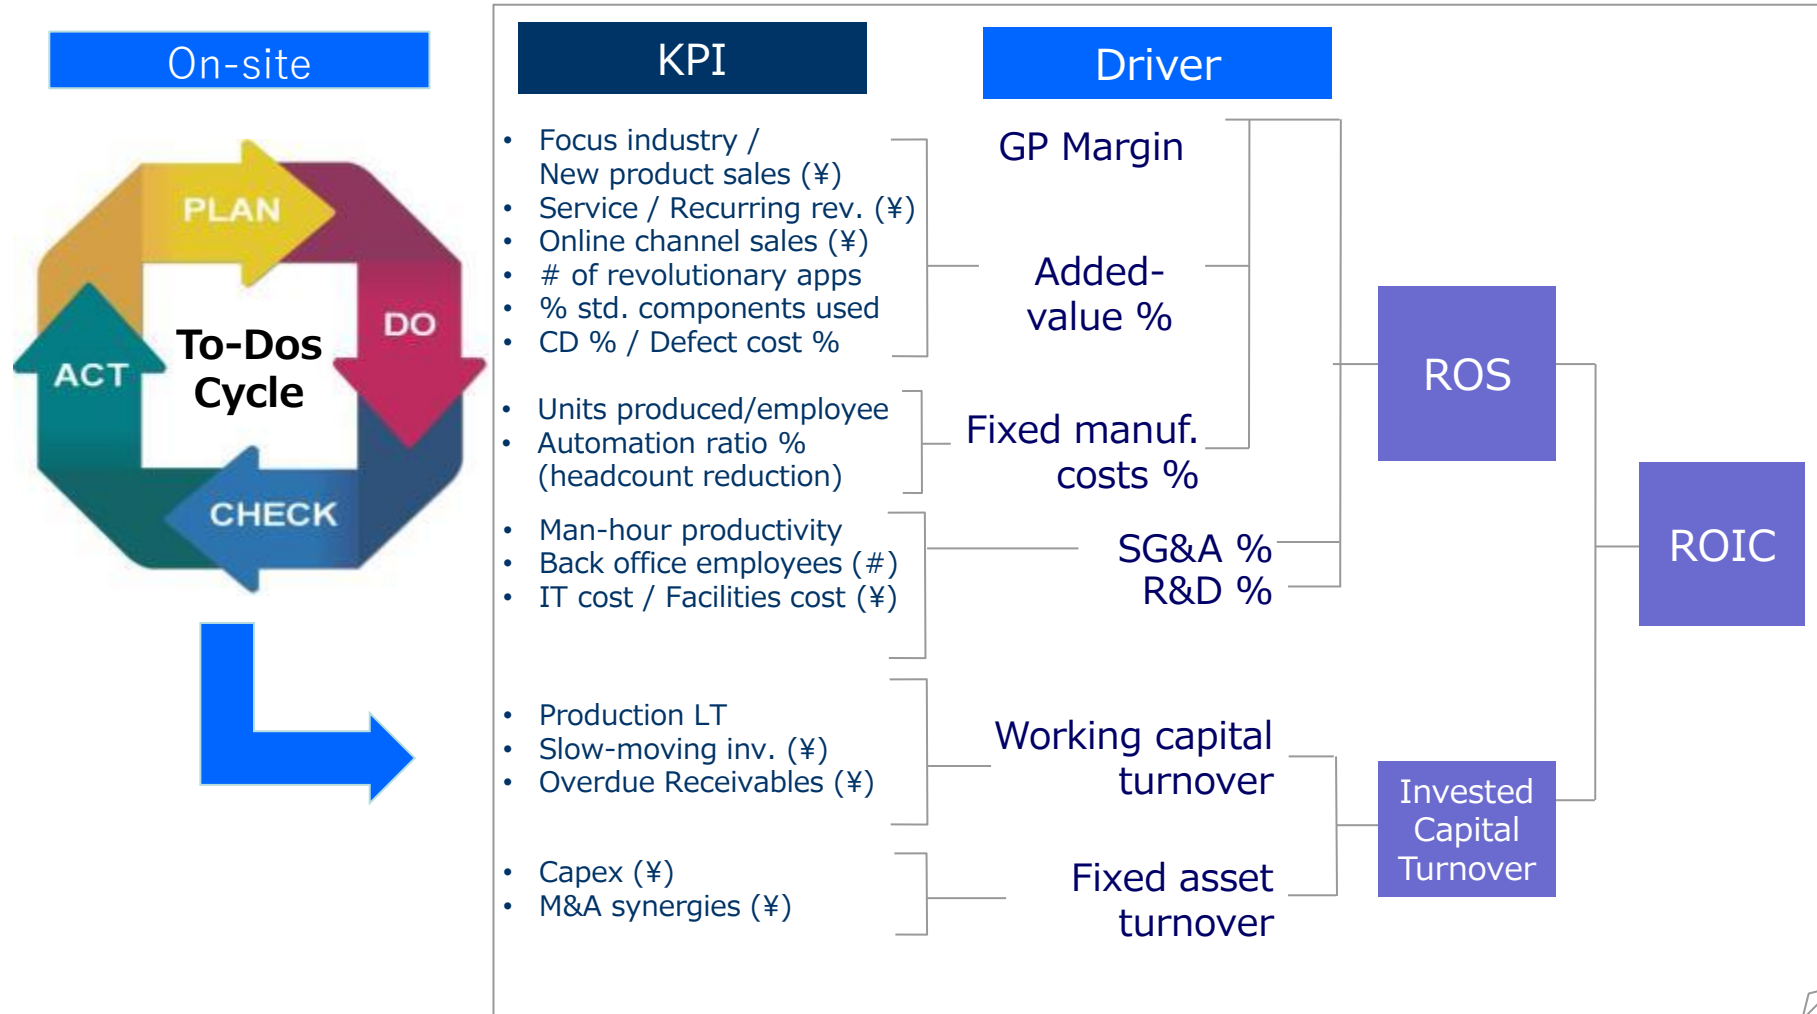 On-site
PLAN
DO
ACT
CHECK
To-Dos
Cycle
KPI
• Focus industry /
New product sales (¥)
• Service / Recurring rev. (¥)
• Online channel sales (¥)
• # of revolutionary apps
• % std. components used
• CD % / Defect cost %
• Units produced/employee
• Automation ratio %
(headcount reduction)
• Man-hour productivity
• Back office employees (#)
• IT cost / Facilities cost (¥)
• Production LT
• Slow-moving inv. (¥)
• Overdue Receivables (¥)
• Capex (¥)
• M&A synergies (¥)
Driver
GP Margin
Added-
value %
Fixed manuf.
costs %
SG&A %
R&D %
Working capital
turnover
Fixed asset
turnover
ROS
Invested
Capital
Turnover
ROIC